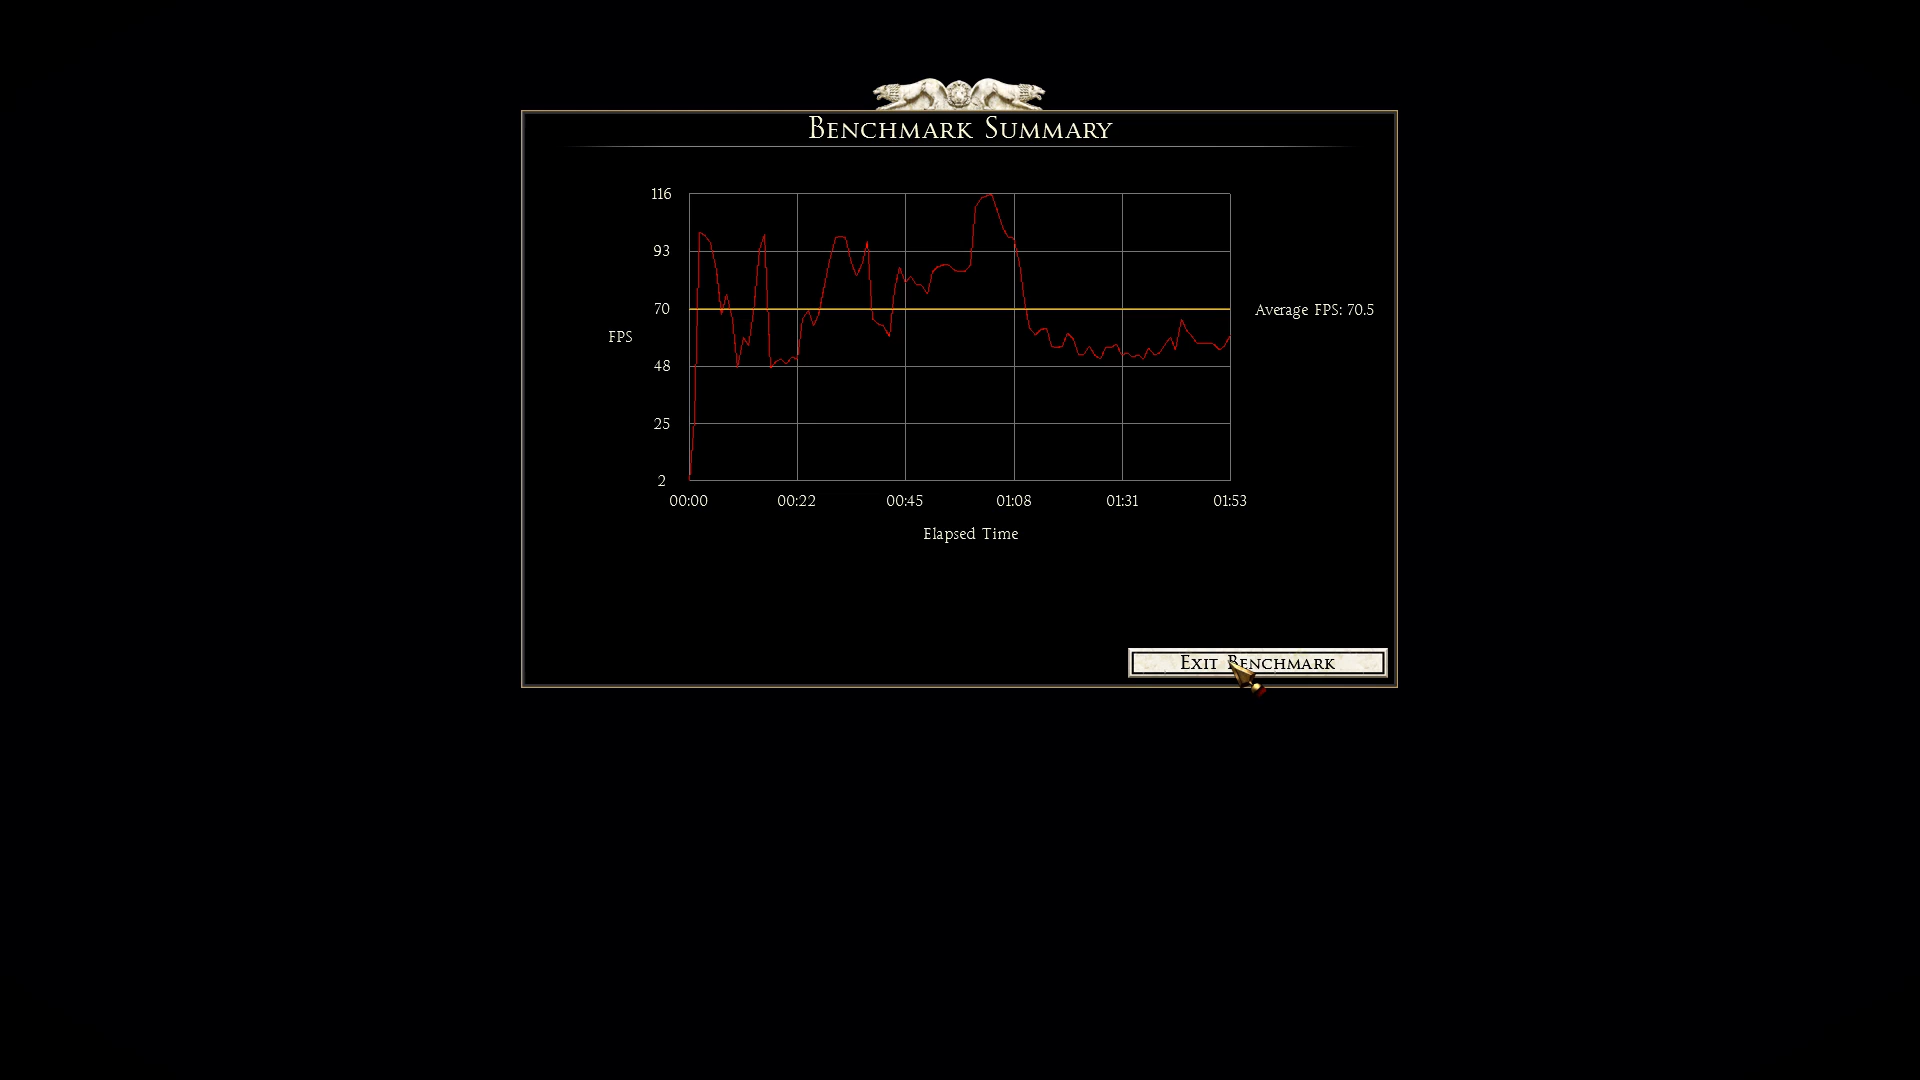 Benchmark Summary
116
93
70
Average FPS: 70.5
FPS
48
25
2
00:00 00:22 00:45 01:08 01:31 01:53
Elapsed Time
Exit Benchmark